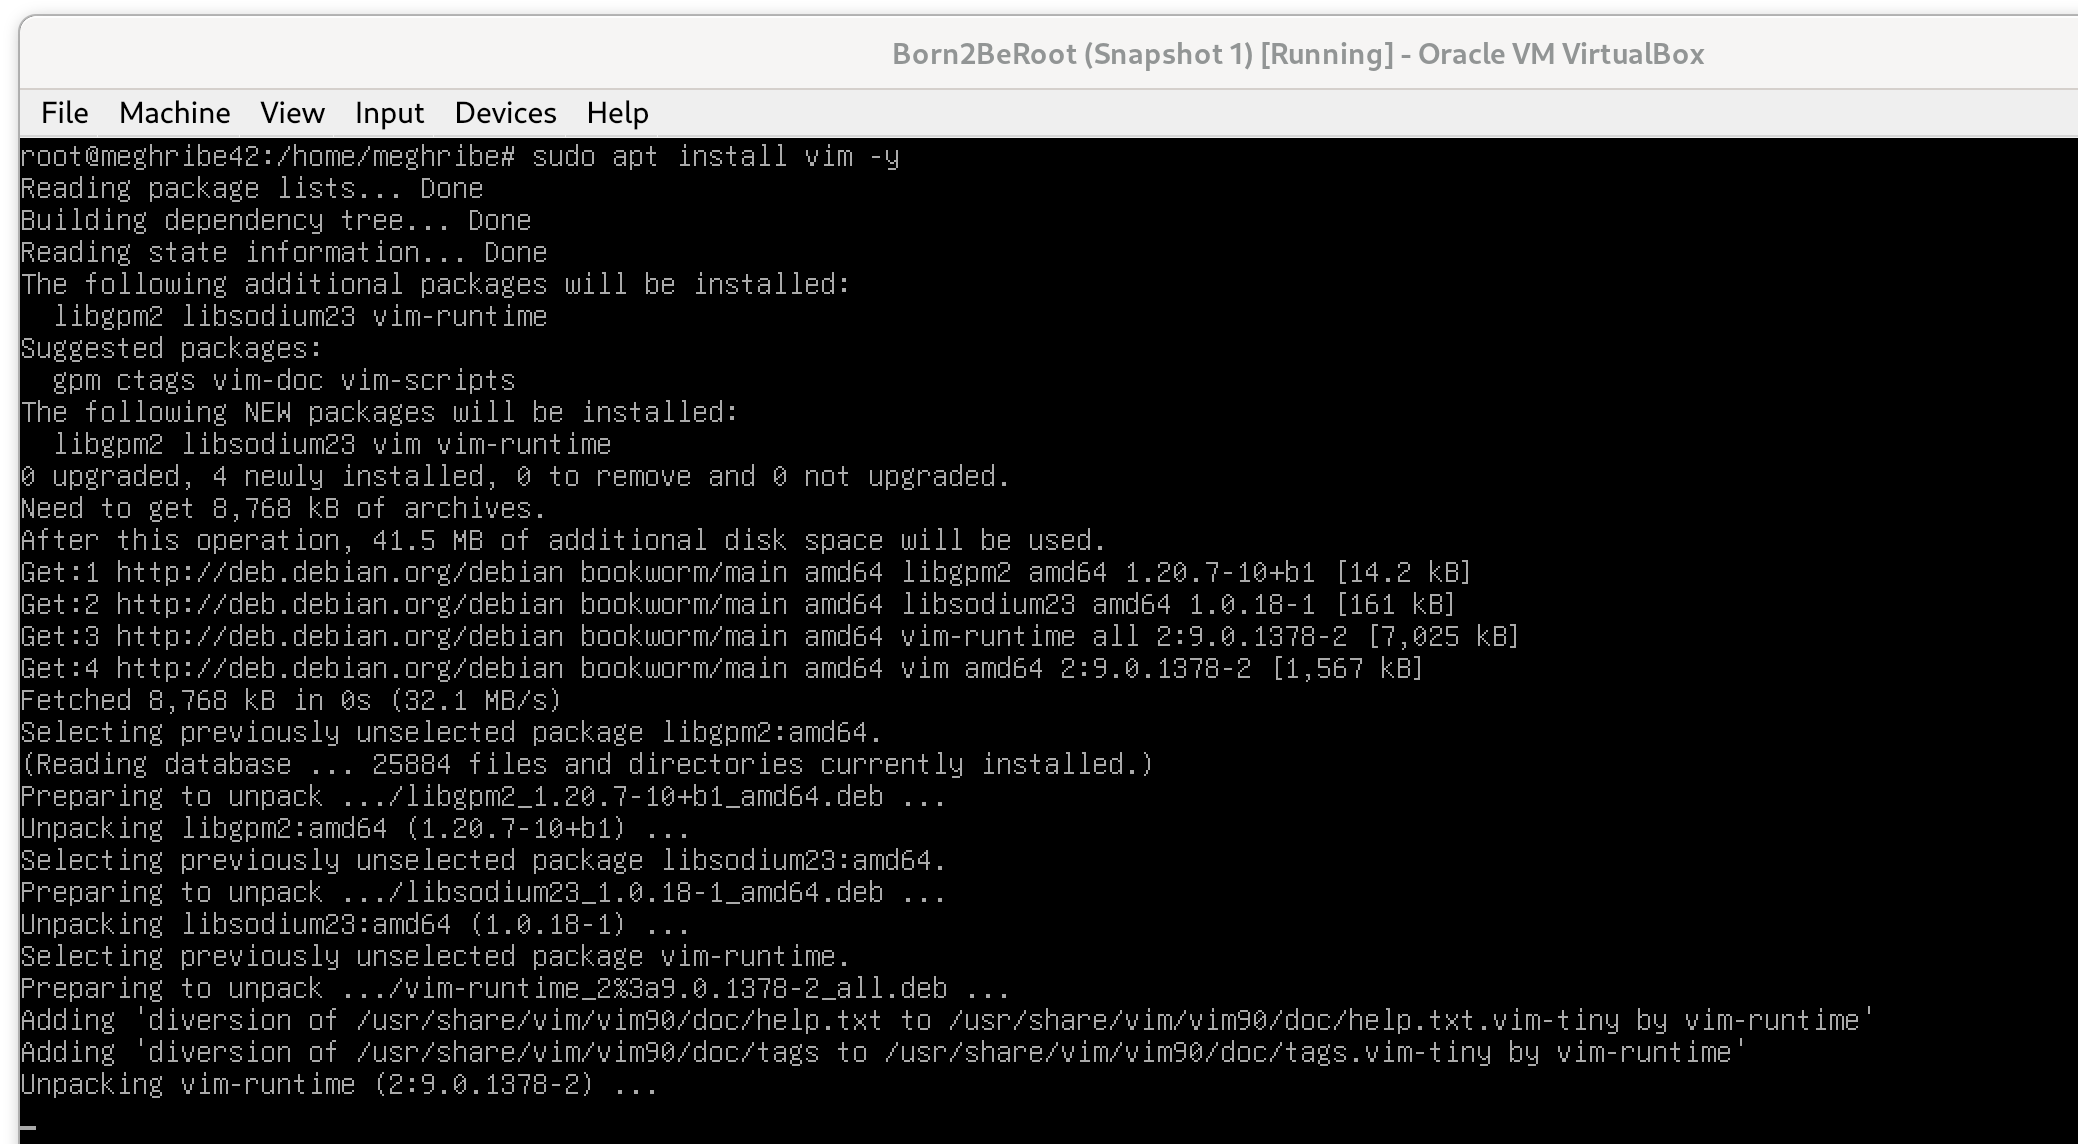 Born2BeRoot (Snapshot 1) [Running] - Oracle VM VirtualBox
File Machine View Input Devices Help
root@meghribe42:/home/meghribe# sudo apt install vim -y
Reading package lists... Done
Building dependency tree... Done
Reading state information... Done
The following additional packages will be installed:
  libgpm2 libsodium23 vim-runtime
Suggested packages:
  gpm ctags vim-doc vim-scripts
The following NEW packages will be installed:
  libgpm2 libsodium23 vim vim-runtime
0 upgraded, 4 newly installed, 0 to remove and 0 not upgraded.
Need to get 8,768 kB of archives.
After this operation, 41.5 MB of additional disk space will be used.
Get:1 http://deb.debian.org/debian bookworm/main amd64 libgpm2 amd64 1.20.7-10+b1 [14.2 kB]
Get:2 http://deb.debian.org/debian bookworm/main amd64 libsodium23 amd64 1.0.18-1 [161 kB]
Get:3 http://deb.debian.org/debian bookworm/main amd64 vim-runtime all 2:9.0.1378-2 [7,025 kB]
Get:4 http://deb.debian.org/debian bookworm/main amd64 vim amd64 2:9.0.1378-2 [1,567 kB]
Fetched 8,768 kB in 0s (32.1 MB/s)
Selecting previously unselected package libgpm2:amd64.
(Reading database ... 25884 files and directories currently installed.)
Preparing to unpack .../libgpm2_1.20.7-10+b1_amd64.deb ...
Unpacking libgpm2:amd64 (1.20.7-10+b1) ...
Selecting previously unselected package libsodium23:amd64.
Preparing to unpack .../libsodium23_1.0.18-1_amd64.deb ...
Unpacking libsodium23:amd64 (1.0.18-1) ...
Selecting previously unselected package vim-runtime.
Preparing to unpack .../vim-runtime_2%3a9.0.1378-2_all.deb ...
Adding 'diversion of /usr/share/vim/vim90/doc/help.txt to /usr/share/vim/vim90/doc/help.txt.vim-tiny by vim-runtime'
Adding 'diversion of /usr/share/vim/vim90/doc/tags to /usr/share/vim/vim90/doc/tags.vim-tiny by vim-runtime'
Unpacking vim-runtime (2:9.0.1378-2) ...